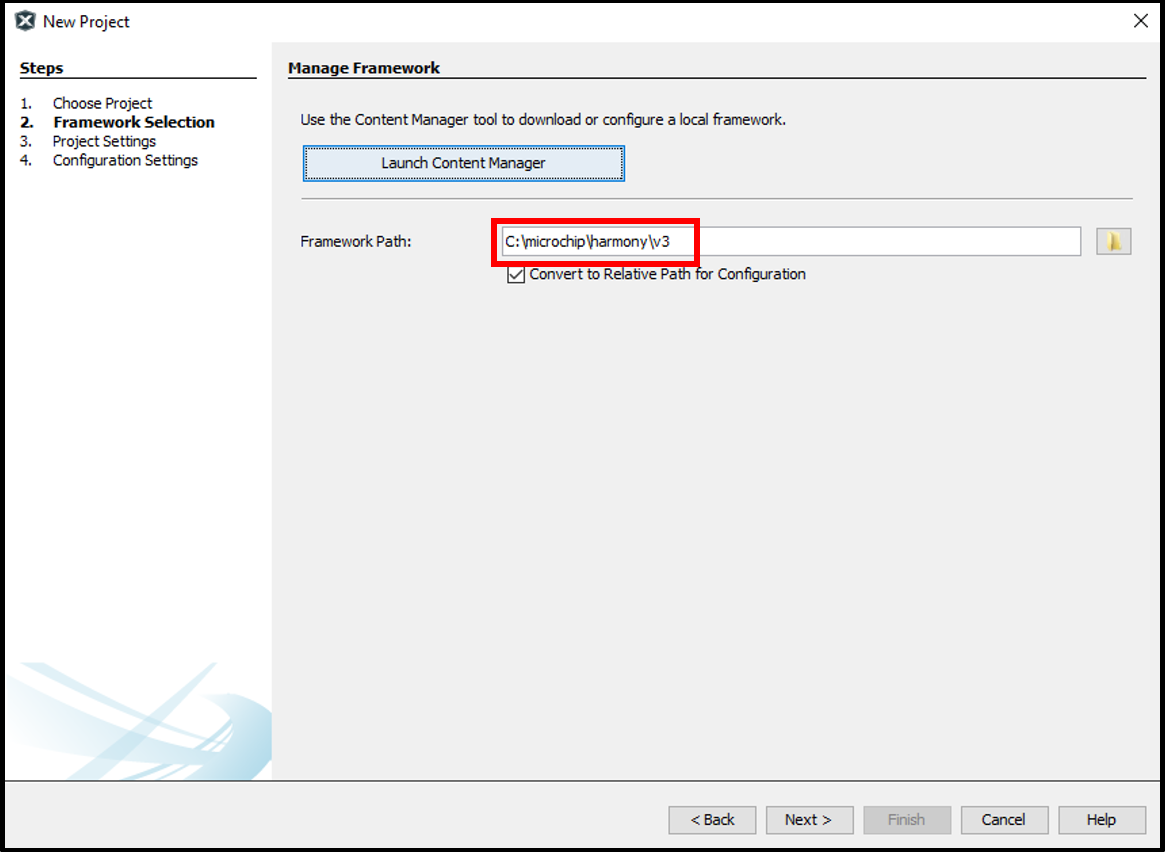 New Project
Steps
1. Choose Project
2. Framework Selection
3. Project Settings
4. Configuration Settings
Manage Framework
Use the Content Manager tool to download or configure a local framework.
Launch Content Manager
Framework Path: C:\microchip\harmony\v3
Convert to Relative Path for Configuration
< Back Next > Finish Cancel Help